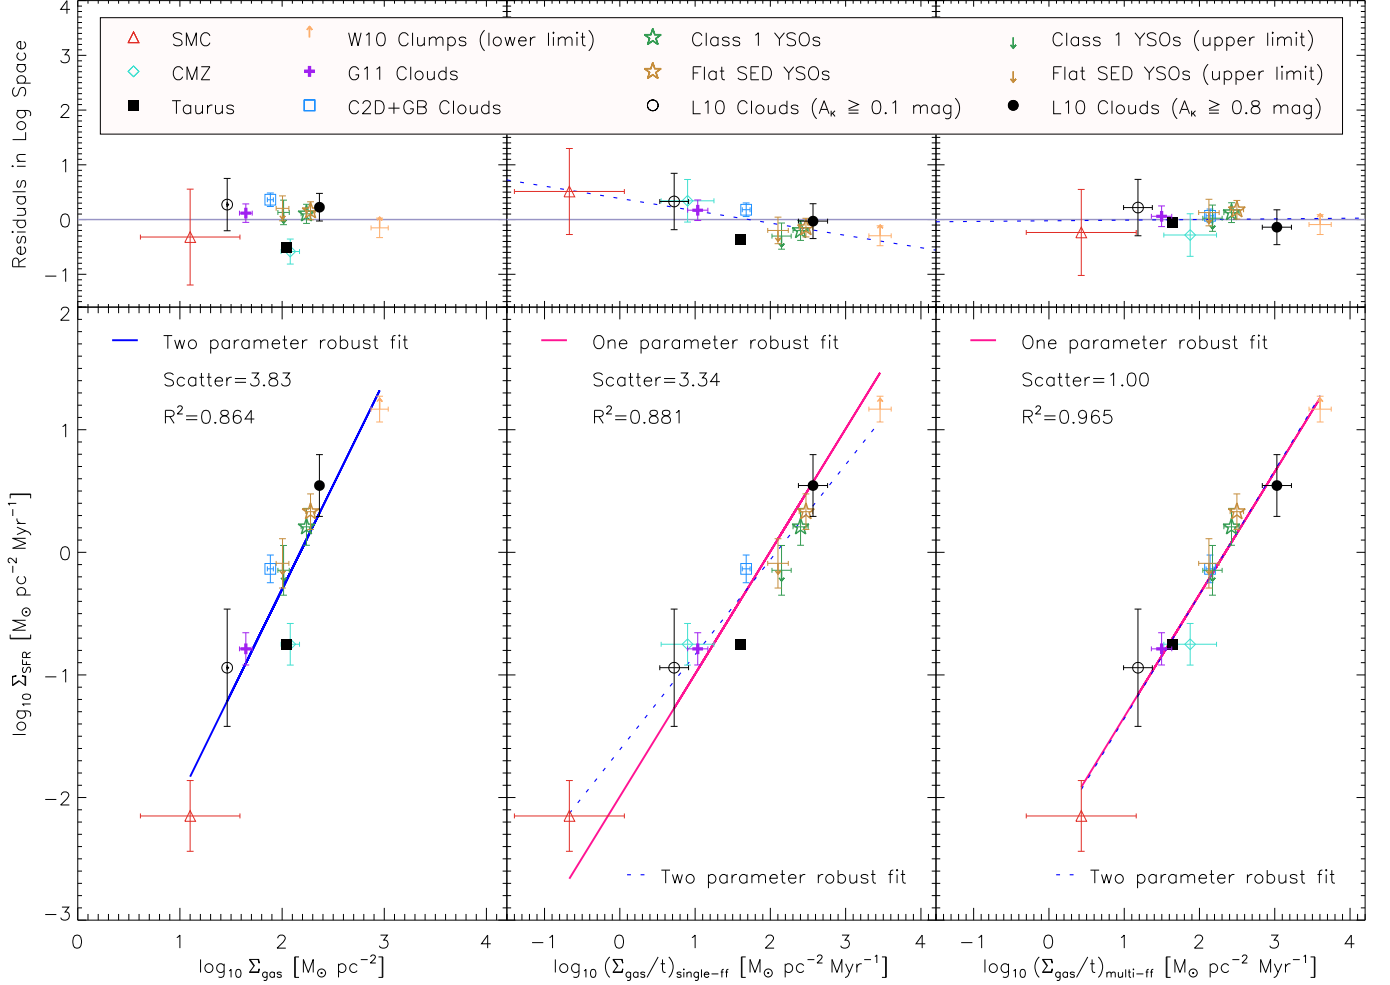 4
3
2
1
0
−1
Residuals in Log Space
SMC
W10 Clumps (lower limit)
Class 1 YSOs
Class 1 YSOs (upper limit)
CMZ
G11 Clouds
Flat SED YSOs
Flat SED YSOs (upper limit)
Taurus
C2D+GB Clouds
L10 Clouds (A_K ≧ 0.1 mag)
L10 Clouds (A_K ≧ 0.8 mag)
2
1
0
−1
−2
−3
log₁₀ Σ_SFR [M⊙ pc⁻² Myr⁻¹]
Two parameter robust fit
Scatter=3.83
R²=0.864
One parameter robust fit
Scatter=3.34
R²=0.881
Two parameter robust fit
One parameter robust fit
Scatter=1.00
R²=0.965
Two parameter robust fit
0 1 2 3 4
−1 0 1 2 3 4
−1 0 1 2 3 4
log₁₀ Σ_gas [M⊙ pc⁻²]
log₁₀ (Σ_gas/t)_single−ff [M⊙ pc⁻² Myr⁻¹]
log₁₀ (Σ_gas/t)_multi−ff [M⊙ pc⁻² Myr⁻¹]